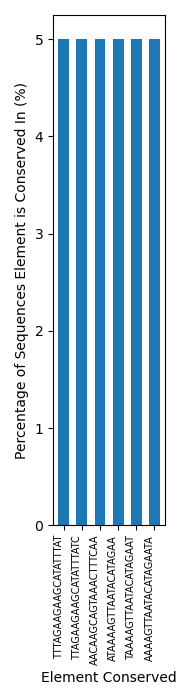 Percentage of Sequences Element is Conserved In (%)
5
4
3
2
1
0
TTTAGAAGAAGCATATTTAT
TTAGAAGAAGCATATTTATC
AACAAGCAGTAAACTTTCAA
ATAAAAGTTAATACATAGAA
TAAAAGTTAATACATAGAAT
AAAAGTTAATACATAGAATA
Element Conserved